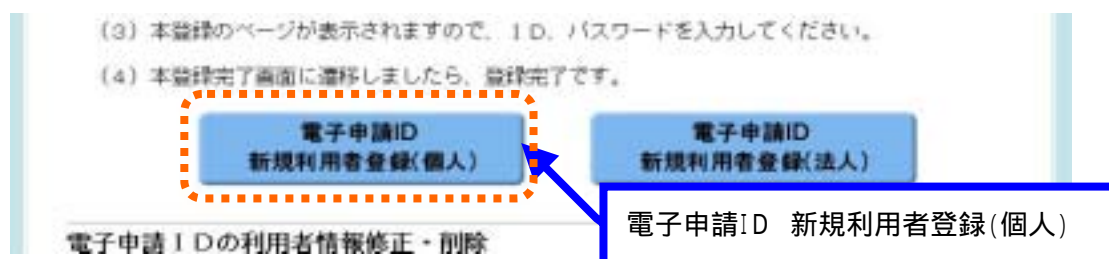 (3) 本登録のページが表示されますので、ID、パスワードを入力してください。
(4) 本登録完了画面に遷移しましたら、登録完了です。
電子申請ID
新規利用者登録(個人)
電子申請ID
新規利用者登録(法人)
電子申請ID 新規利用者登録(個人)
電子申請IDの利用者情報修正・削除